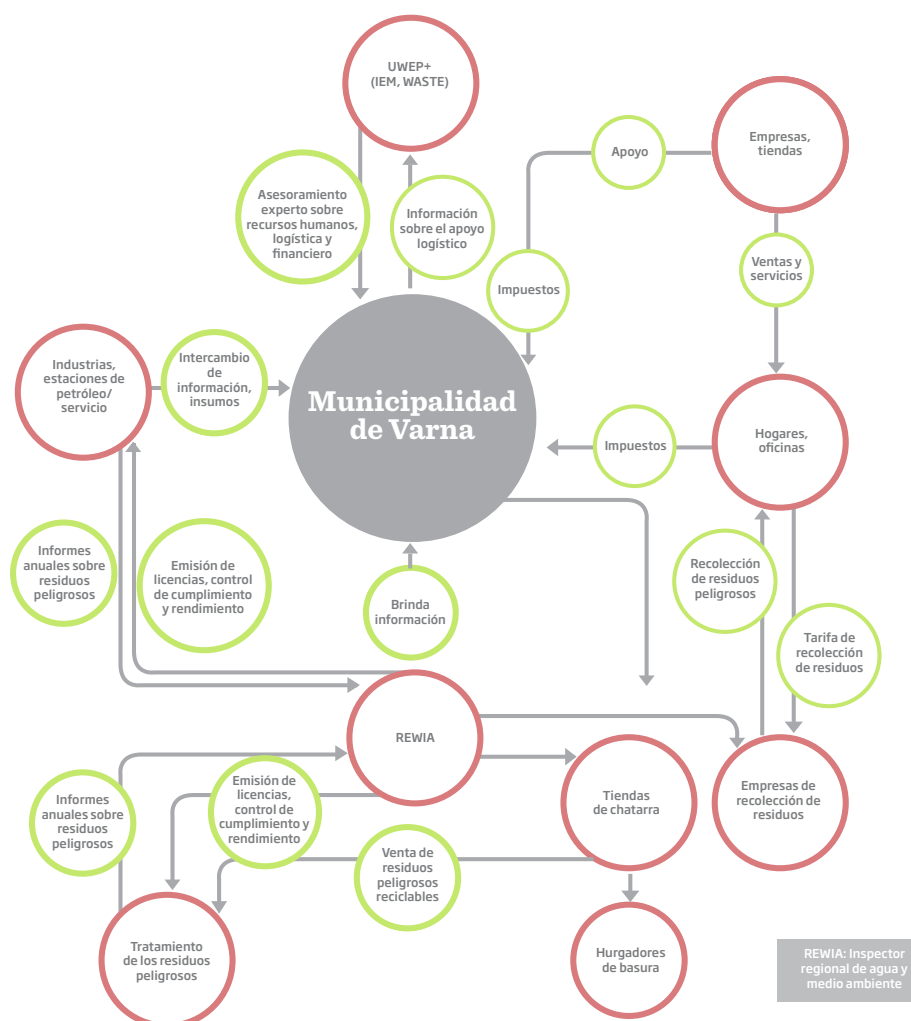 UWEP+
(IEM, WASTE)
Empresas,
tiendas
Apoyo
Asesoramiento
experto sobre
recursos humanos,
logística y
financiero
Información
sobre el apoyo
logístico
Ventas y
servicios
Impuestos
Industrias,
estaciones de
petróleo/
servicio
Intercambio
de
información,
insumos
Municipalidad
de Varna
Impuestos
Hogares,
oficinas
Informes
anuales sobre
residuos
peligrosos
Emisión de
licencias, control
de cumplimiento
y rendimiento
Brinda
información
Recolección
de residuos
peligrosos
Tarifa de
recolección
de residuos
REWIA
Informes
anuales sobre
residuos
peligrosos
Emisión de
licencias,
control de
cumplimiento y
rendimiento
Tiendas
de chatarra
Empresas de
recolección de
residuos
Venta de
residuos
peligrosos
reciclables
Tratamiento
de los residuos
peligrosos
Hurgadores
de basura
REWIA: Inspector
regional de agua y
medio ambiente